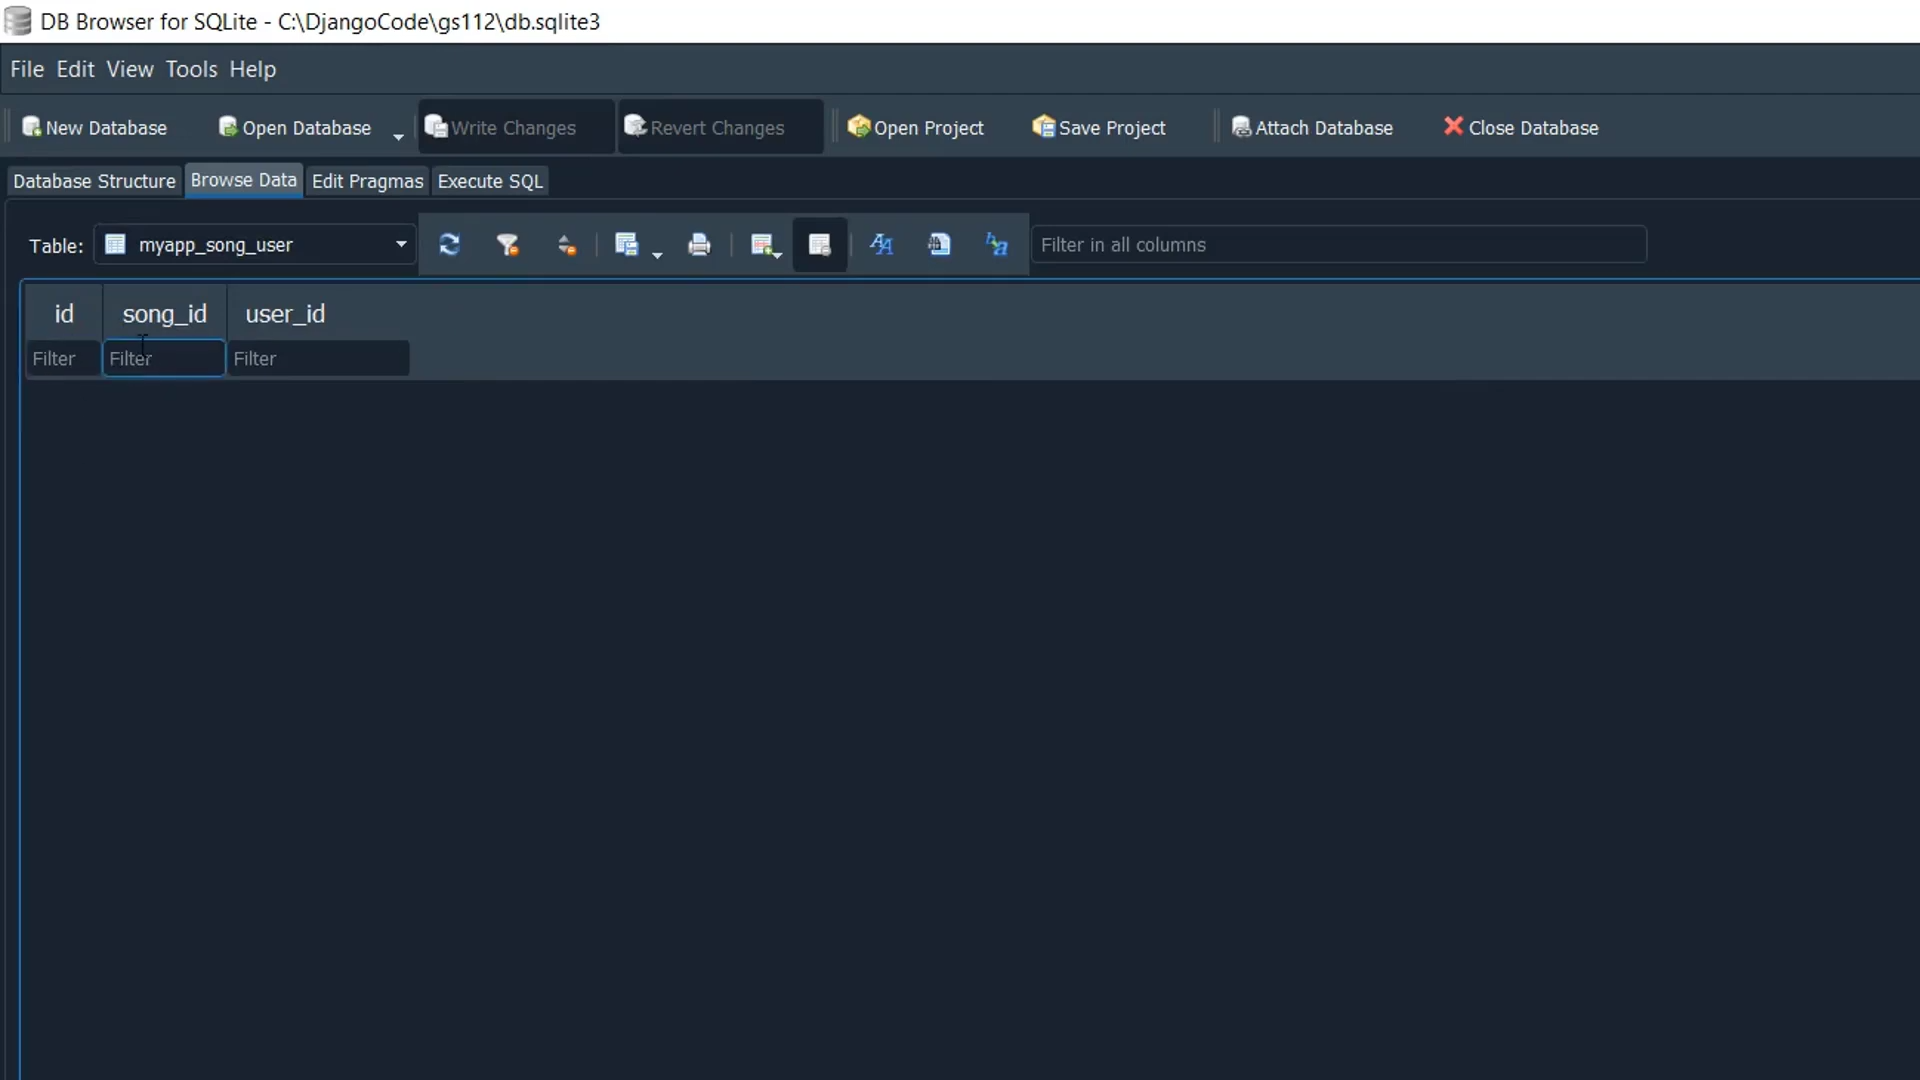 DB Browser for SQLite - C:\DjangoCode\gs112\db.sqlite3
File Edit View Tools Help
New Database Open Database Write Changes Revert Changes Open Project Save Project Attach Database Close Database
Database Structure Browse Data Edit Pragmas Execute SQL
Table: myapp_song_user Filter in all columns
id song_id user_id
Filter Filter Filter